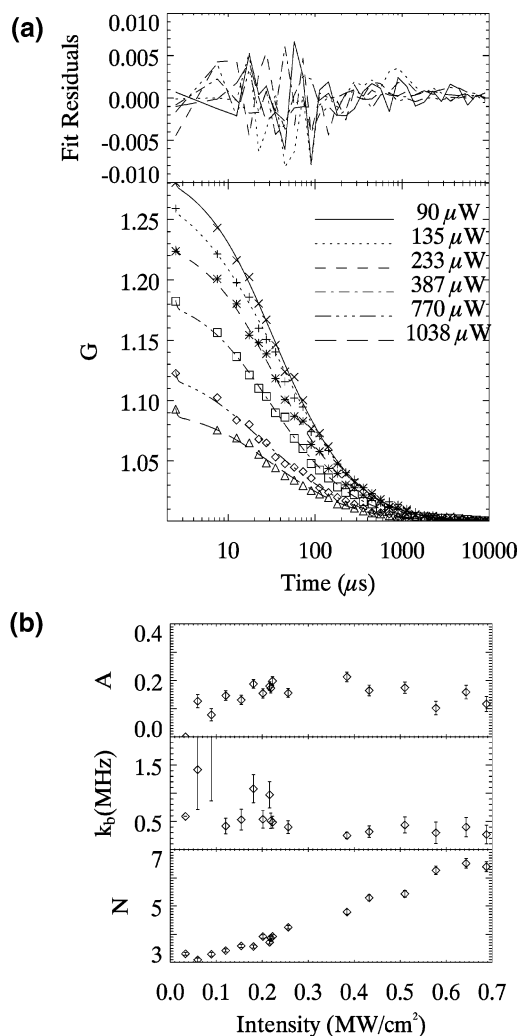 (a)
Fit Residuals
0.010
0.005
0.000
-0.005
-0.010
G
1.25
1.20
1.15
1.10
1.05
90 μW
135 μW
233 μW
387 μW
770 μW
1038 μW
10 100 1000 10000
Time (μs)
(b)
A
0.4
0.2
0.0
k_b(MHz)
1.5
0.5
N
7
5
3
0.0 0.1 0.2 0.3 0.4 0.5 0.6 0.7
Intensity (MW/cm²)